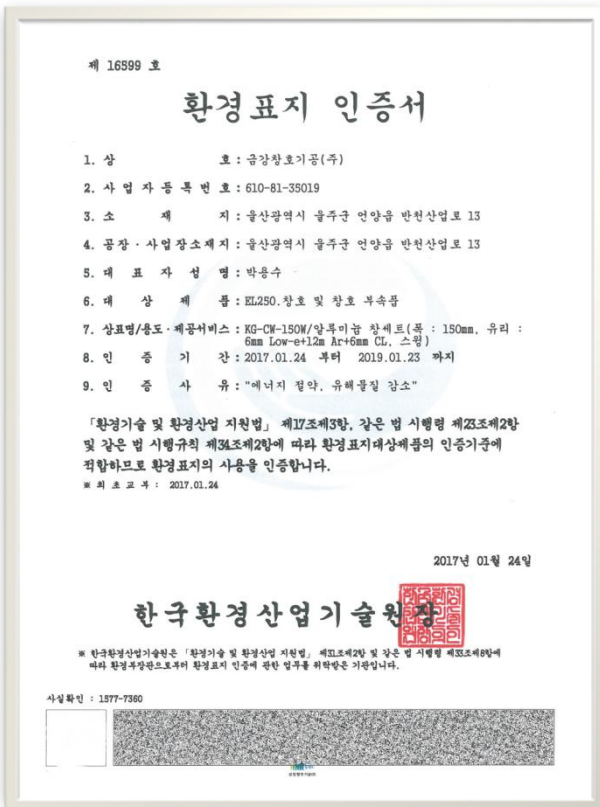 제 16599 호
환경표지 인증서
1. 상 호 : 금강창호기공(주)
2. 사 업 자 등 록 번 호 : 610-81-35019
3. 소 재 지 : 울산광역시 울주군 언양읍 반천산업로 13
4. 공장 · 사업장소재지 : 울산광역시 울주군 언양읍 반천산업로 13
5. 대 표 자 성 명 : 박용수
6. 대 상 제 품 : EL250.창호 및 창호 부속품
7. 상표명/용도 · 제공서비스 : KG-CW-150W/알루미늄 창세트(폭 : 150mm, 유리 :
6mm Low-e+12m Ar+6mm CL, 스윙)
8. 인 증 기 간 : 2017.01.24 부터 2019.01.23 까지
9. 인 증 사 유 : "에너지 절약, 유해물질 감소"
「환경기술 및 환경산업 지원법」 제17조제3항, 같은 법 시행령 제23조제2항
및 같은 법 시행규칙 제34조제2항에 따라 환경표지대상제품의 인증기준에
적합하므로 환경표지의 사용을 인증합니다.
※ 최 초 교 부 : 2017.01.24
2017년 01월 24일
한국환경산업기술원장
※ 한국환경산업기술원은 「환경기술 및 환경산업 지원법」 제31조제2항 및 같은 법 시행령 제33조제8항에
따라 환경부장관으로부터 환경표지 인증에 관한 업무를 위탁받은 기관입니다.
사실확인 : 1577-7360